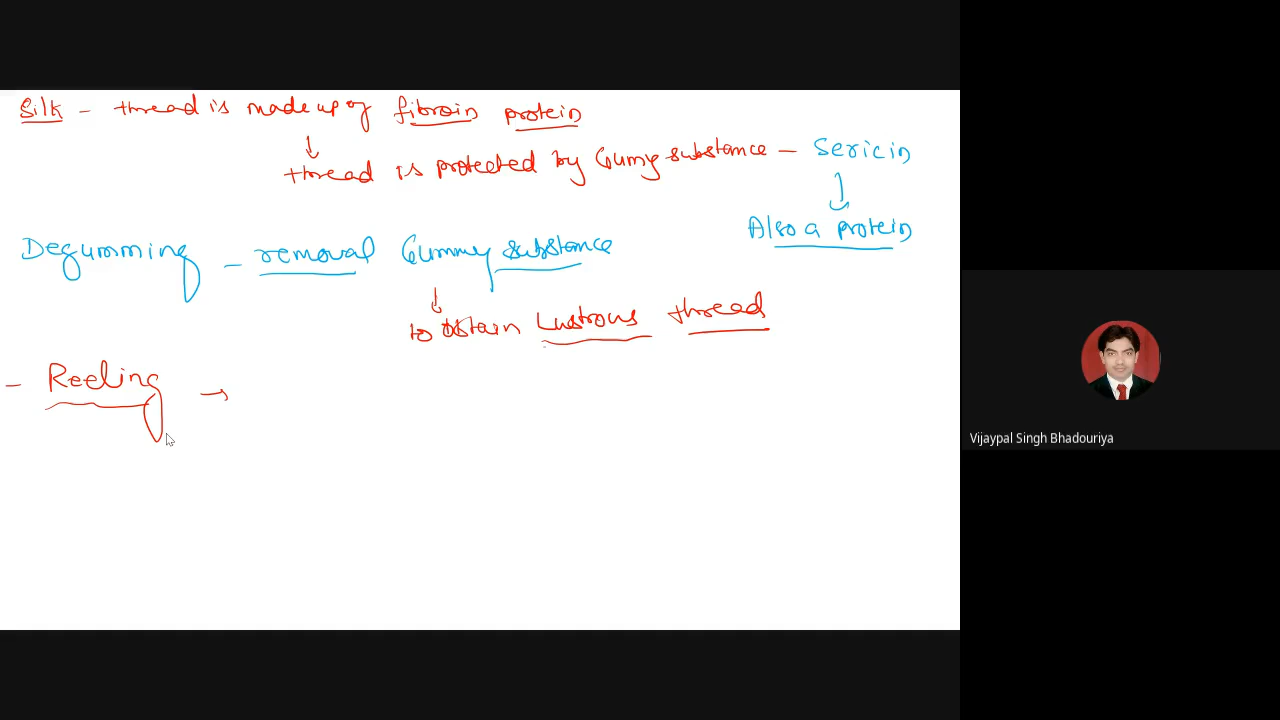 Silk - thread is made up of fibroin protein
↓
thread is protected by Gumy substance - Sericin
↓
Also a protein
Degumming - removal Gummy substance
↓
to obtain Lustrous thread
- Reeling →
Vijaypal Singh Bhadouriya